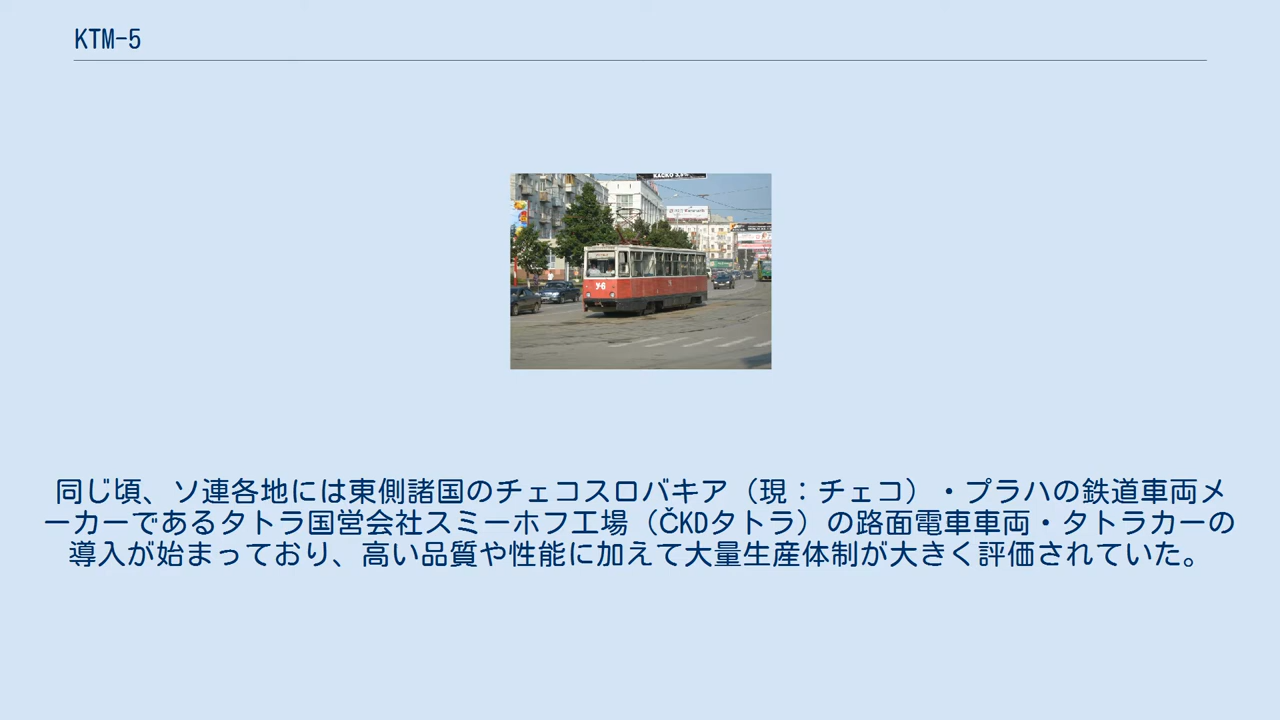 KTM-5
同じ頃、ソ連各地には東側諸国のチェコスロバキア（現：チェコ）・プラハの鉄道車両メ
ーカーであるタトラ国営会社スミーホフ工場（ČKDタトラ）の路面電車車両・タトラカーの
導入が始まっており、高い品質や性能に加えて大量生産体制が大きく評価されていた。